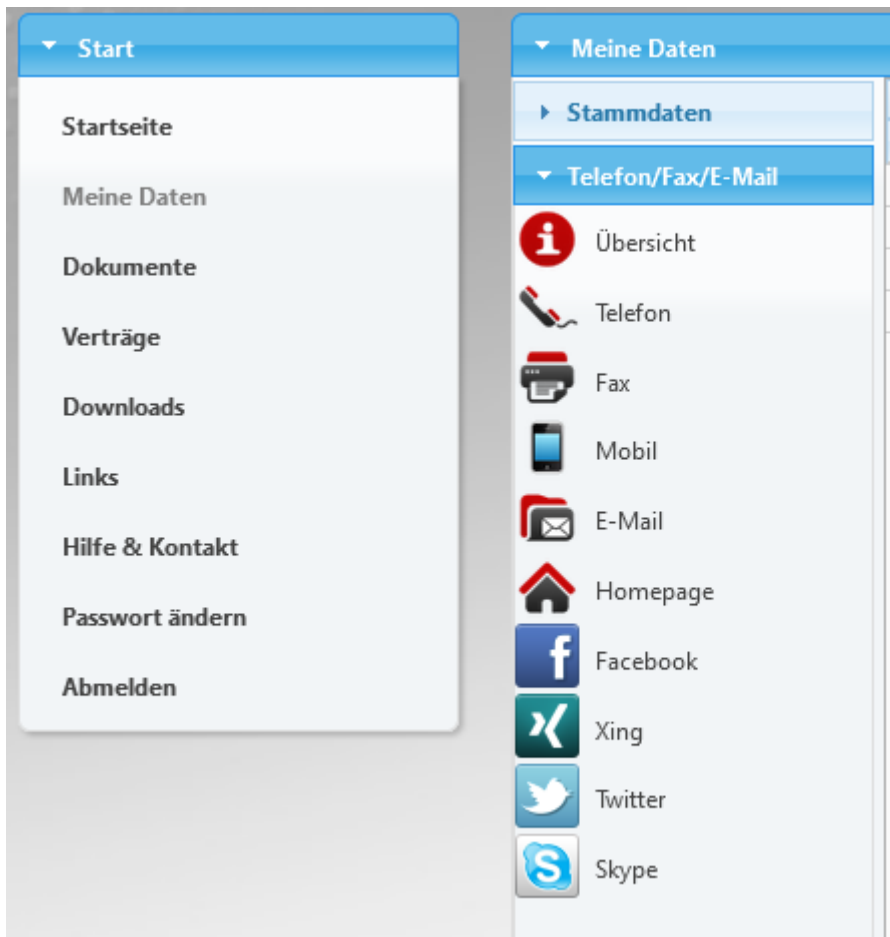 Start
Startseite
Meine Daten
Dokumente
Verträge
Downloads
Links
Hilfe & Kontakt
Passwort ändern
Abmelden
Meine Daten
Stammdaten
Telefon/Fax/E-Mail
Übersicht
Telefon
Fax
Mobil
E-Mail
Homepage
Facebook
Xing
Twitter
Skype